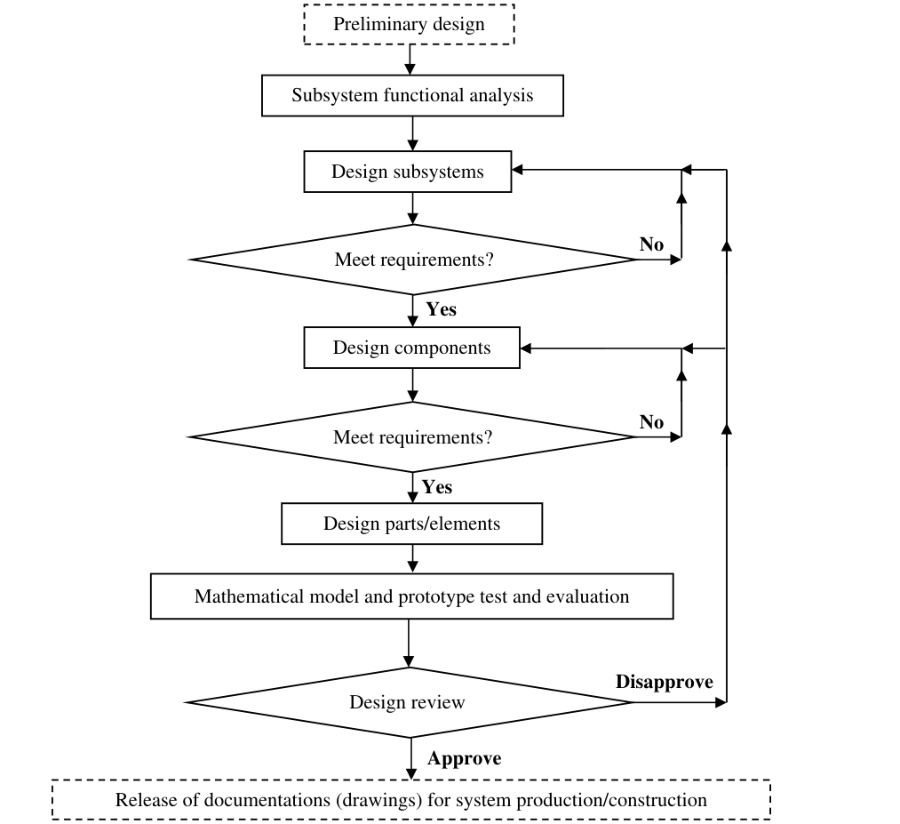 Preliminary design
Subsystem functional analysis
Design subsystems
Meet requirements?
No
Yes
Design components
Meet requirements?
No
Yes
Design parts/elements
Mathematical model and prototype test and evaluation
Disapprove
Design review
Approve
Release of documentations (drawings) for system production/construction